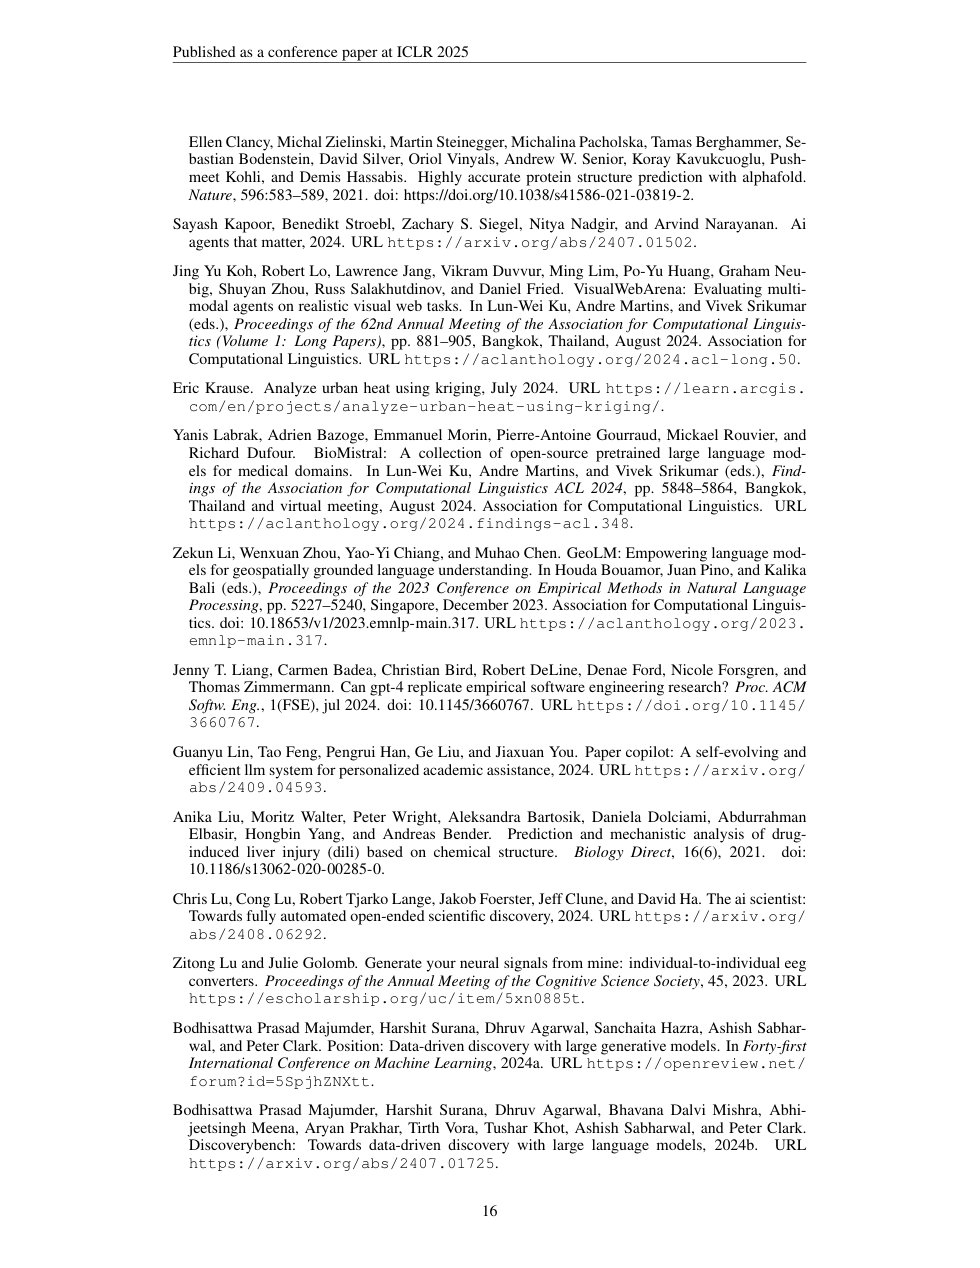 Published as a conference paper at ICLR 2025
Ellen Clancy, Michal Zielinski, Martin Steinegger, Michalina Pacholska, Tamas Berghammer, Se-
bastian Bodenstein, David Silver, Oriol Vinyals, Andrew W. Senior, Koray Kavukcuoglu, Push-
meet Kohli, and Demis Hassabis. Highly accurate protein structure prediction with alphafold.
Nature, 596:583–589, 2021. doi: https://doi.org/10.1038/s41586-021-03819-2.
Sayash Kapoor, Benedikt Stroebl, Zachary S. Siegel, Nitya Nadgir, and Arvind Narayanan. Ai
agents that matter, 2024. URL https://arxiv.org/abs/2407.01502.
Jing Yu Koh, Robert Lo, Lawrence Jang, Vikram Duvvur, Ming Lim, Po-Yu Huang, Graham Neu-
big, Shuyan Zhou, Russ Salakhutdinov, and Daniel Fried. VisualWebArena: Evaluating multi-
modal agents on realistic visual web tasks. In Lun-Wei Ku, Andre Martins, and Vivek Srikumar
(eds.), Proceedings of the 62nd Annual Meeting of the Association for Computational Linguis-
tics (Volume 1: Long Papers), pp. 881–905, Bangkok, Thailand, August 2024. Association for
Computational Linguistics. URL https://aclanthology.org/2024.acl-long.50.
Eric Krause. Analyze urban heat using kriging, July 2024. URL https://learn.arcgis.
com/en/projects/analyze-urban-heat-using-kriging/.
Yanis Labrak, Adrien Bazoge, Emmanuel Morin, Pierre-Antoine Gourraud, Mickael Rouvier, and
Richard Dufour. BioMistral: A collection of open-source pretrained large language mod-
els for medical domains. In Lun-Wei Ku, Andre Martins, and Vivek Srikumar (eds.), Find-
ings of the Association for Computational Linguistics ACL 2024, pp. 5848–5864, Bangkok,
Thailand and virtual meeting, August 2024. Association for Computational Linguistics. URL
https://aclanthology.org/2024.findings-acl.348.
Zekun Li, Wenxuan Zhou, Yao-Yi Chiang, and Muhao Chen. GeoLM: Empowering language mod-
els for geospatially grounded language understanding. In Houda Bouamor, Juan Pino, and Kalika
Bali (eds.), Proceedings of the 2023 Conference on Empirical Methods in Natural Language
Processing, pp. 5227–5240, Singapore, December 2023. Association for Computational Linguis-
tics. doi: 10.18653/v1/2023.emnlp-main.317. URL https://aclanthology.org/2023.
emnlp-main.317.
Jenny T. Liang, Carmen Badea, Christian Bird, Robert DeLine, Denae Ford, Nicole Forsgren, and
Thomas Zimmermann. Can gpt-4 replicate empirical software engineering research? Proc. ACM
Softw. Eng., 1(FSE), jul 2024. doi: 10.1145/3660767. URL https://doi.org/10.1145/
3660767.
Guanyu Lin, Tao Feng, Pengrui Han, Ge Liu, and Jiaxuan You. Paper copilot: A self-evolving and
efficient llm system for personalized academic assistance, 2024. URL https://arxiv.org/
abs/2409.04593.
Anika Liu, Moritz Walter, Peter Wright, Aleksandra Bartosik, Daniela Dolciami, Abdurrahman
Elbasir, Hongbin Yang, and Andreas Bender. Prediction and mechanistic analysis of drug-
induced liver injury (dili) based on chemical structure. Biology Direct, 16(6), 2021. doi:
10.1186/s13062-020-00285-0.
Chris Lu, Cong Lu, Robert Tjarko Lange, Jakob Foerster, Jeff Clune, and David Ha. The ai scientist:
Towards fully automated open-ended scientific discovery, 2024. URL https://arxiv.org/
abs/2408.06292.
Zitong Lu and Julie Golomb. Generate your neural signals from mine: individual-to-individual eeg
converters. Proceedings of the Annual Meeting of the Cognitive Science Society, 45, 2023. URL
https://escholarship.org/uc/item/5xn0885t.
Bodhisattwa Prasad Majumder, Harshit Surana, Dhruv Agarwal, Sanchaita Hazra, Ashish Sabhar-
wal, and Peter Clark. Position: Data-driven discovery with large generative models. In Forty-first
International Conference on Machine Learning, 2024a. URL https://openreview.net/
forum?id=5SpjhZNXtt.
Bodhisattwa Prasad Majumder, Harshit Surana, Dhruv Agarwal, Bhavana Dalvi Mishra, Abhi-
jeetsingh Meena, Aryan Prakhar, Tirth Vora, Tushar Khot, Ashish Sabharwal, and Peter Clark.
Discoverybench: Towards data-driven discovery with large language models, 2024b. URL
https://arxiv.org/abs/2407.01725.
16